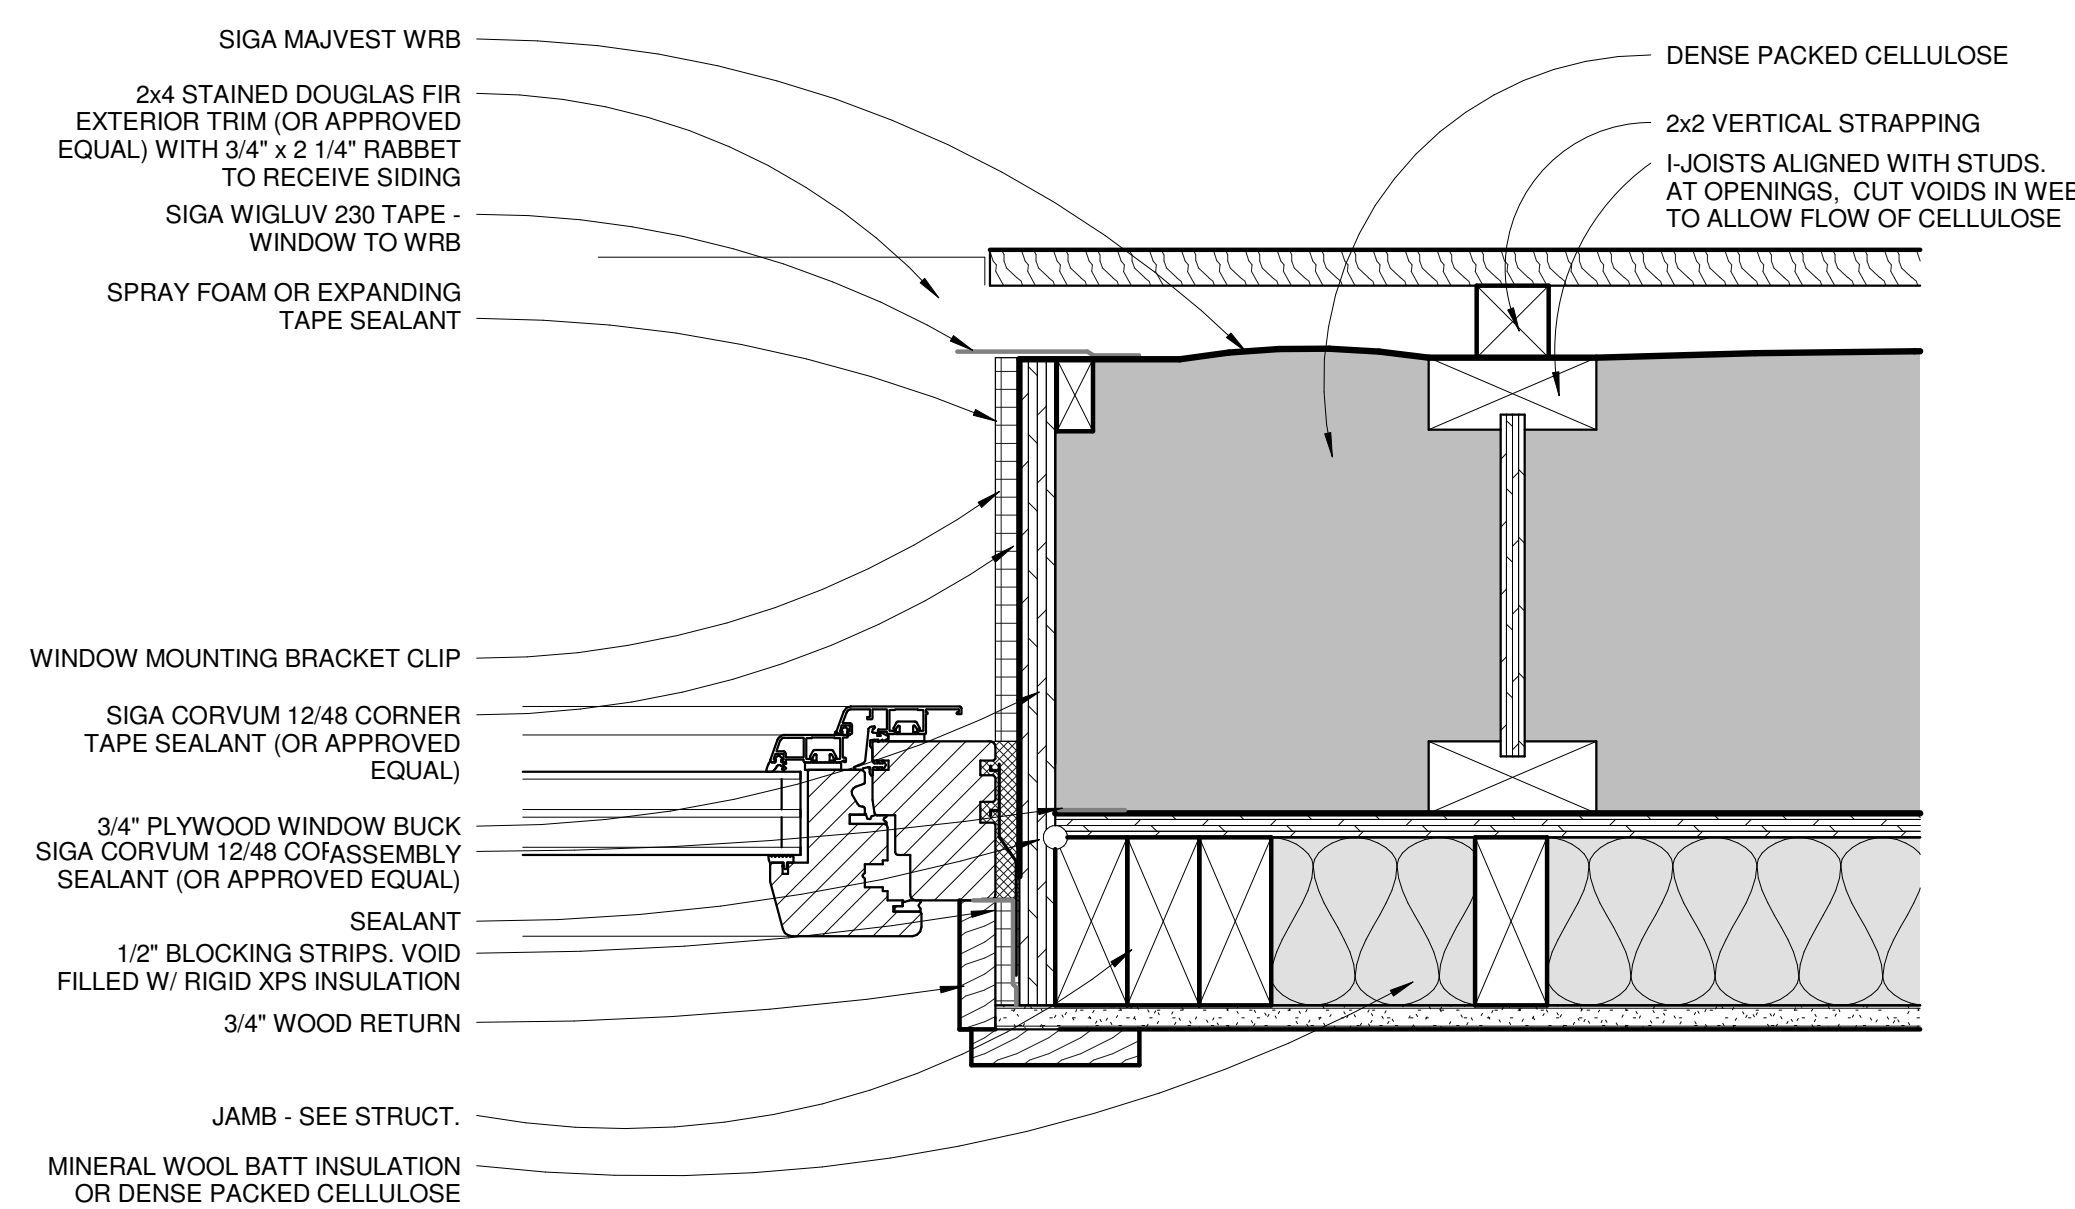 SIGA MAJVEST WRB
2x4 STAINED DOUGLAS FIR
EXTERIOR TRIM (OR APPROVED
EQUAL) WITH 3/4" x 2 1/4" RABBET
TO RECEIVE SIDING
SIGA WIGLUV 230 TAPE -
WINDOW TO WRB
SPRAY FOAM OR EXPANDING
TAPE SEALANT
WINDOW MOUNTING BRACKET CLIP
SIGA CORVUM 12/48 CORNER
TAPE SEALANT (OR APPROVED
EQUAL)
3/4" PLYWOOD WINDOW BUCK
ASSEMBLY
SIGA CORVUM 12/48
SEALANT (OR APPROVED EQUAL)
SEALANT
1/2" BLOCKING STRIPS. VOID
FILLED W/ RIGID XPS INSULATION
3/4" WOOD RETURN
JAMB - SEE STRUCT.
MINERAL WOOL BATT INSULATION
OR DENSE PACKED CELLULOSE
DENSE PACKED CELLULOSE
2x2 VERTICAL STRAPPING
I-JOISTS ALIGNED WITH STUDS.
AT OPENINGS, CUT VOIDS IN
TO ALLOW FLOW OF CELLULOSE